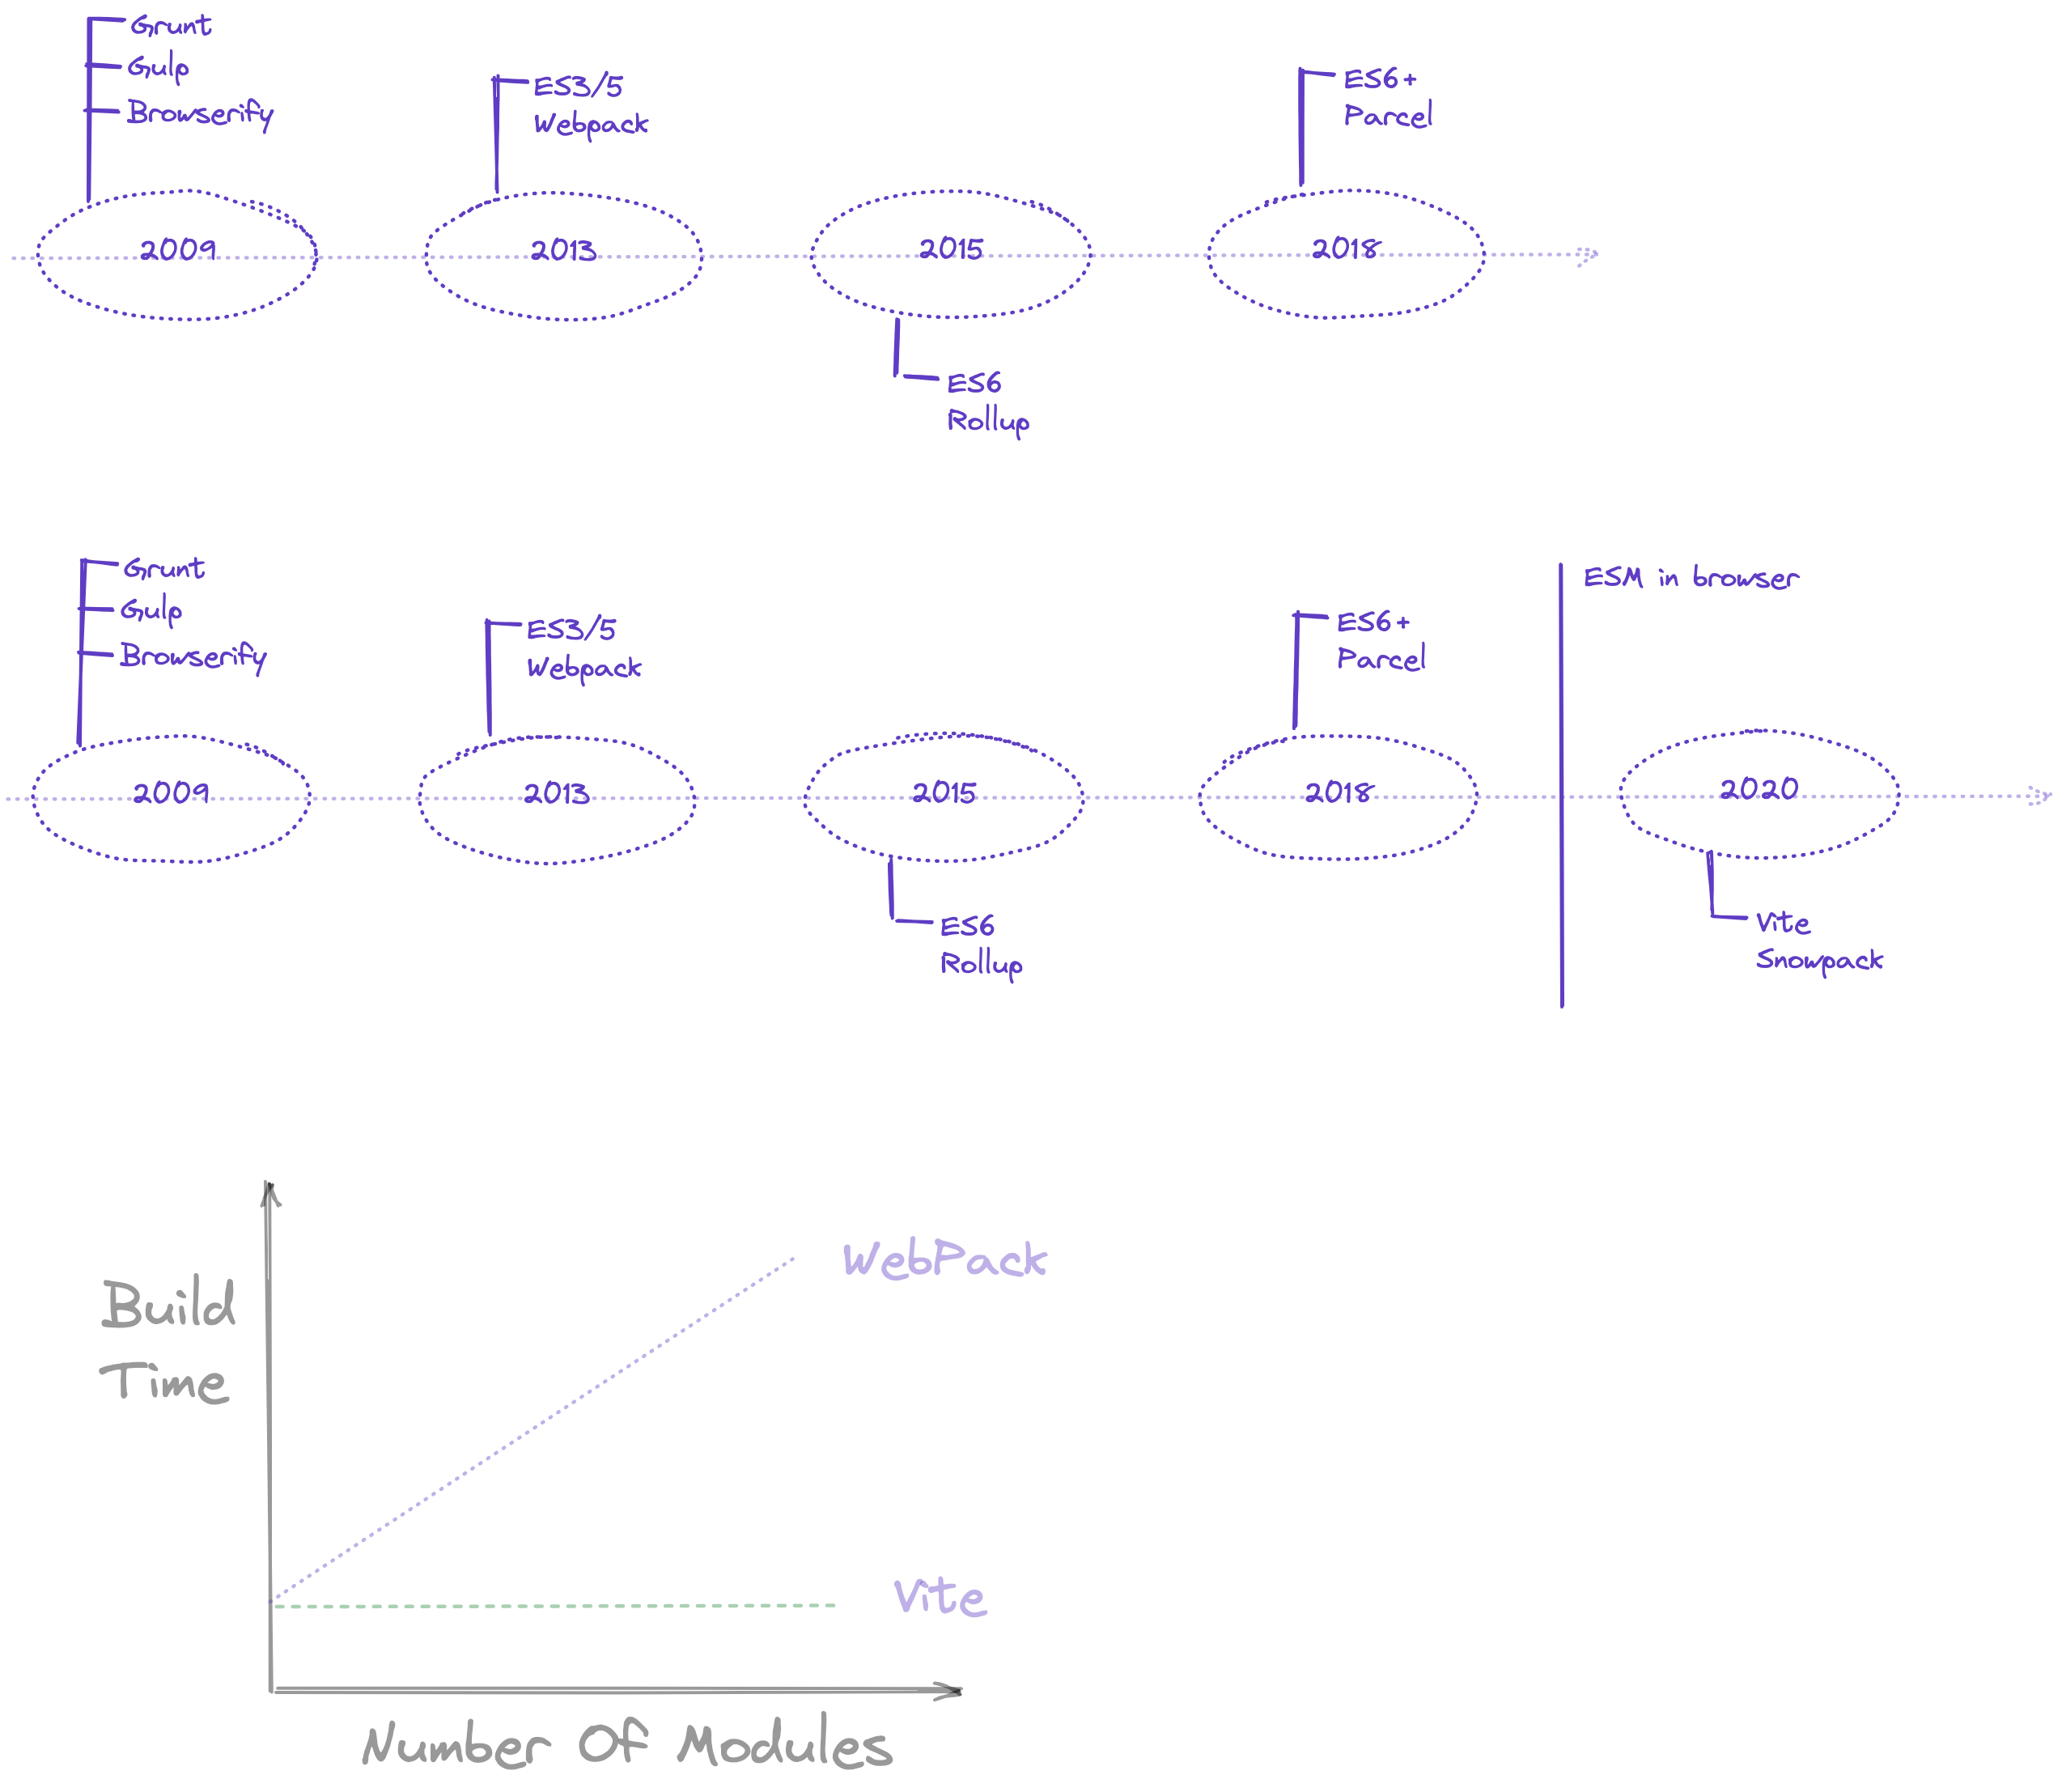 Grunt
Gulp
Browserify
ES3/5
Webpack
ES6+
Parcel
2009
2013
2015
2018
ES6
Rollup
Grunt
Gulp
Browserify
ES3/5
Webpack
ES6+
Parcel
ESM in browser
2009
2013
2015
2018
2020
ES6
Rollup
Vite
Snowpack
WebPack
Build
Time
Vite
Number Of Modules